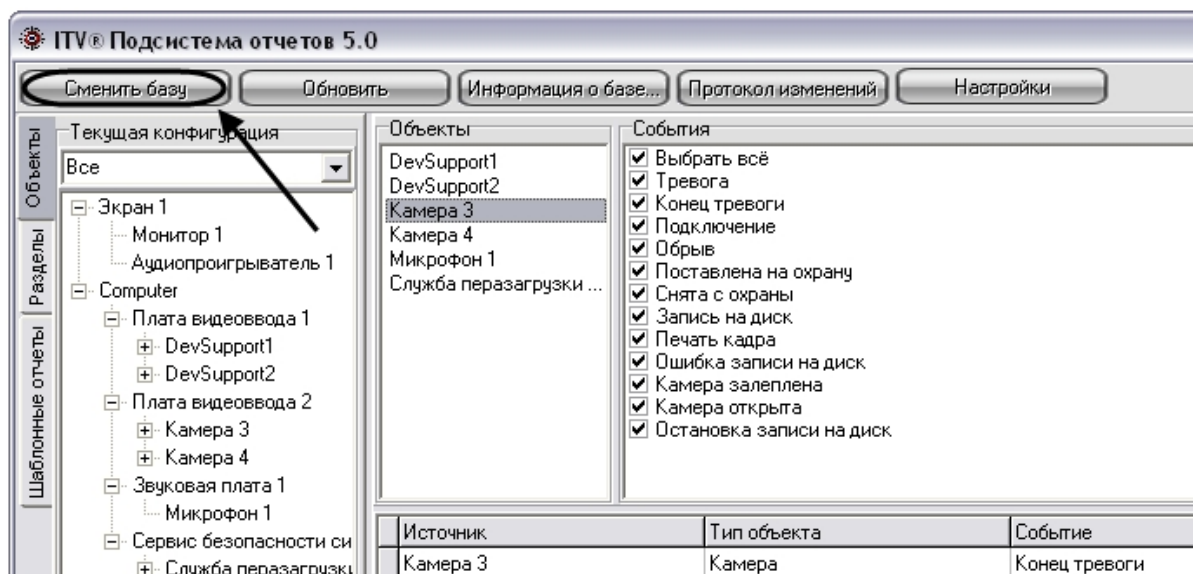 ITV® Подсистема отчетов 5.0
Сменить базу Обновить Информация о базе... Протокол изменений Настройки
Объекты
Разделы
Шаблонные отчеты
Текущая конфигурация
Все
Экран 1
Монитор 1
Аудиопроигрыватель 1
Computer
Плата видеоввода 1
DevSupport1
DevSupport2
Плата видеоввода 2
Камера 3
Камера 4
Звуковая плата 1
Микрофон 1
Сервис безопасности си
Служба перазагрузки
Объекты
DevSupport1
DevSupport2
Камера 3
Камера 4
Микрофон 1
Служба перазагрузки ...
События
Выбрать всё
Тревога
Конец тревоги
Подключение
Обрыв
Поставлена на охрану
Снята с охраны
Запись на диск
Печать кадра
Ошибка записи на диск
Камера залеплена
Камера открыта
Остановка записи на диск
Источник Тип объекта Событие
Камера 3 Камера Конец тревоги